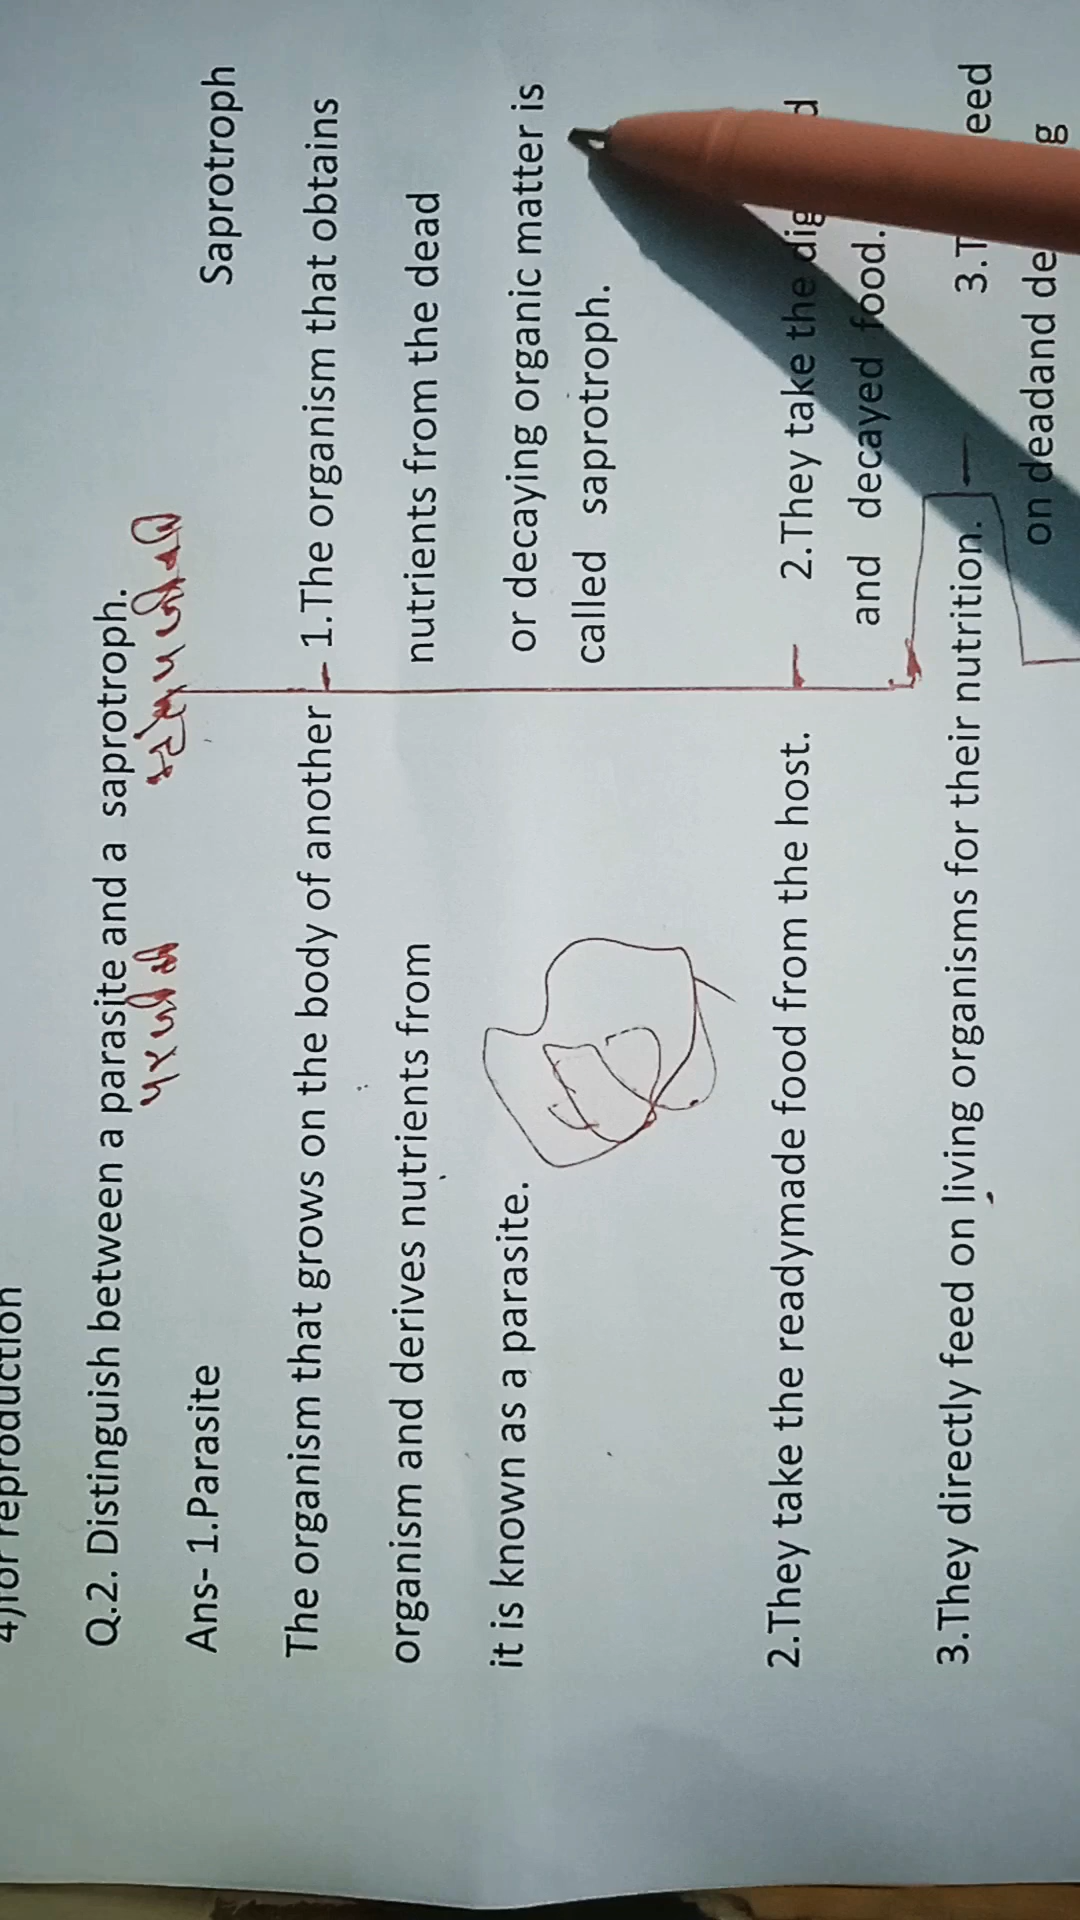 4)for reproduction
Q.2. Distinguish between a parasite and a saprotroph.
परजीवी
Ans- 1.Parasite Saprotroph
The organism that grows on the body of another 1.The organism that obtains
organism and derives nutrients from nutrients from the dead
it is known as a parasite. or decaying organic matter is
called saprotroph.
2.They take the readymade food from the host. 2.They take the
and decayed food.
3.They directly feed on living organisms for their nutrition. 3.
on deadand